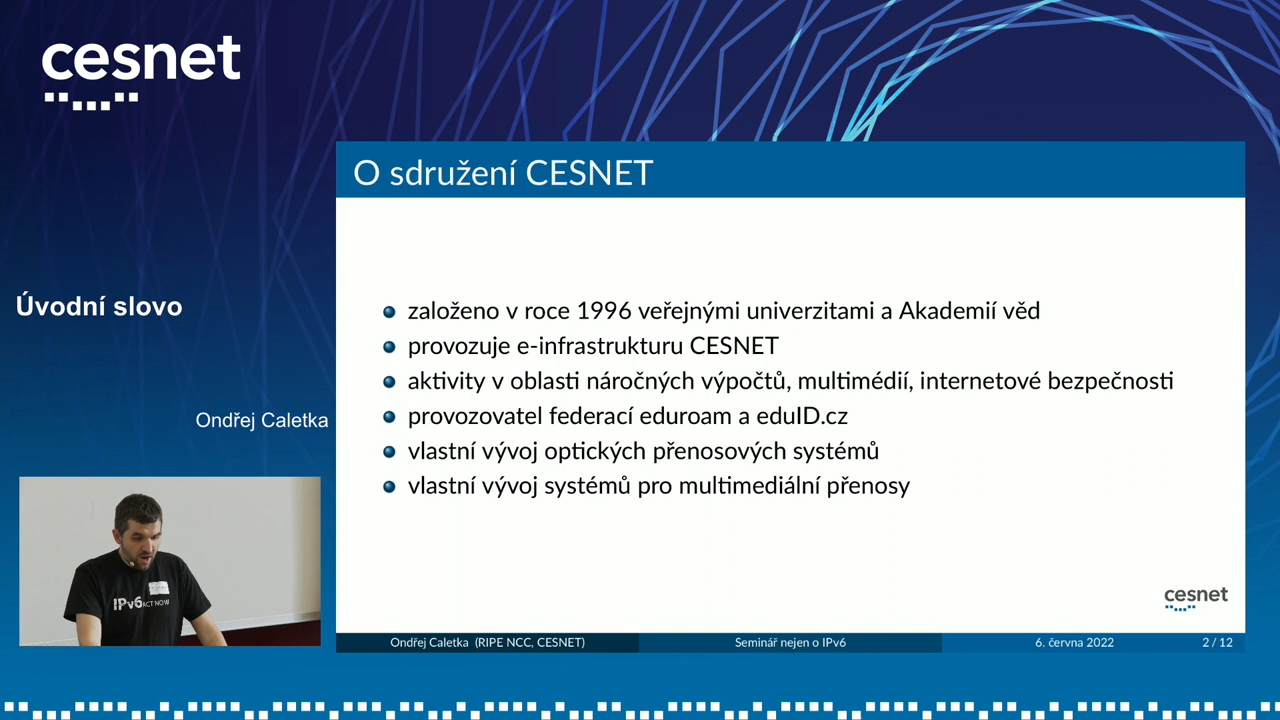 cesnet
O sdružení CESNET
Úvodní slovo
založeno v roce 1996 veřejnými univerzitami a Akademií věd
provozuje e-infrastrukturu CESNET
aktivity v oblasti náročných výpočtů, multimédií, internetové bezpečnosti
provozovatel federací eduroam a eduID.cz
Ondřej Caletka
vlastní vývoj optických přenosových systémů
vlastní vývoj systémů pro multimediální přenosy
IPv6 ACT NOW
cesnet
Ondřej Caletka (RIPE NCC, CESNET) Seminář nejen o IPv6 6. června 2022 2 / 12